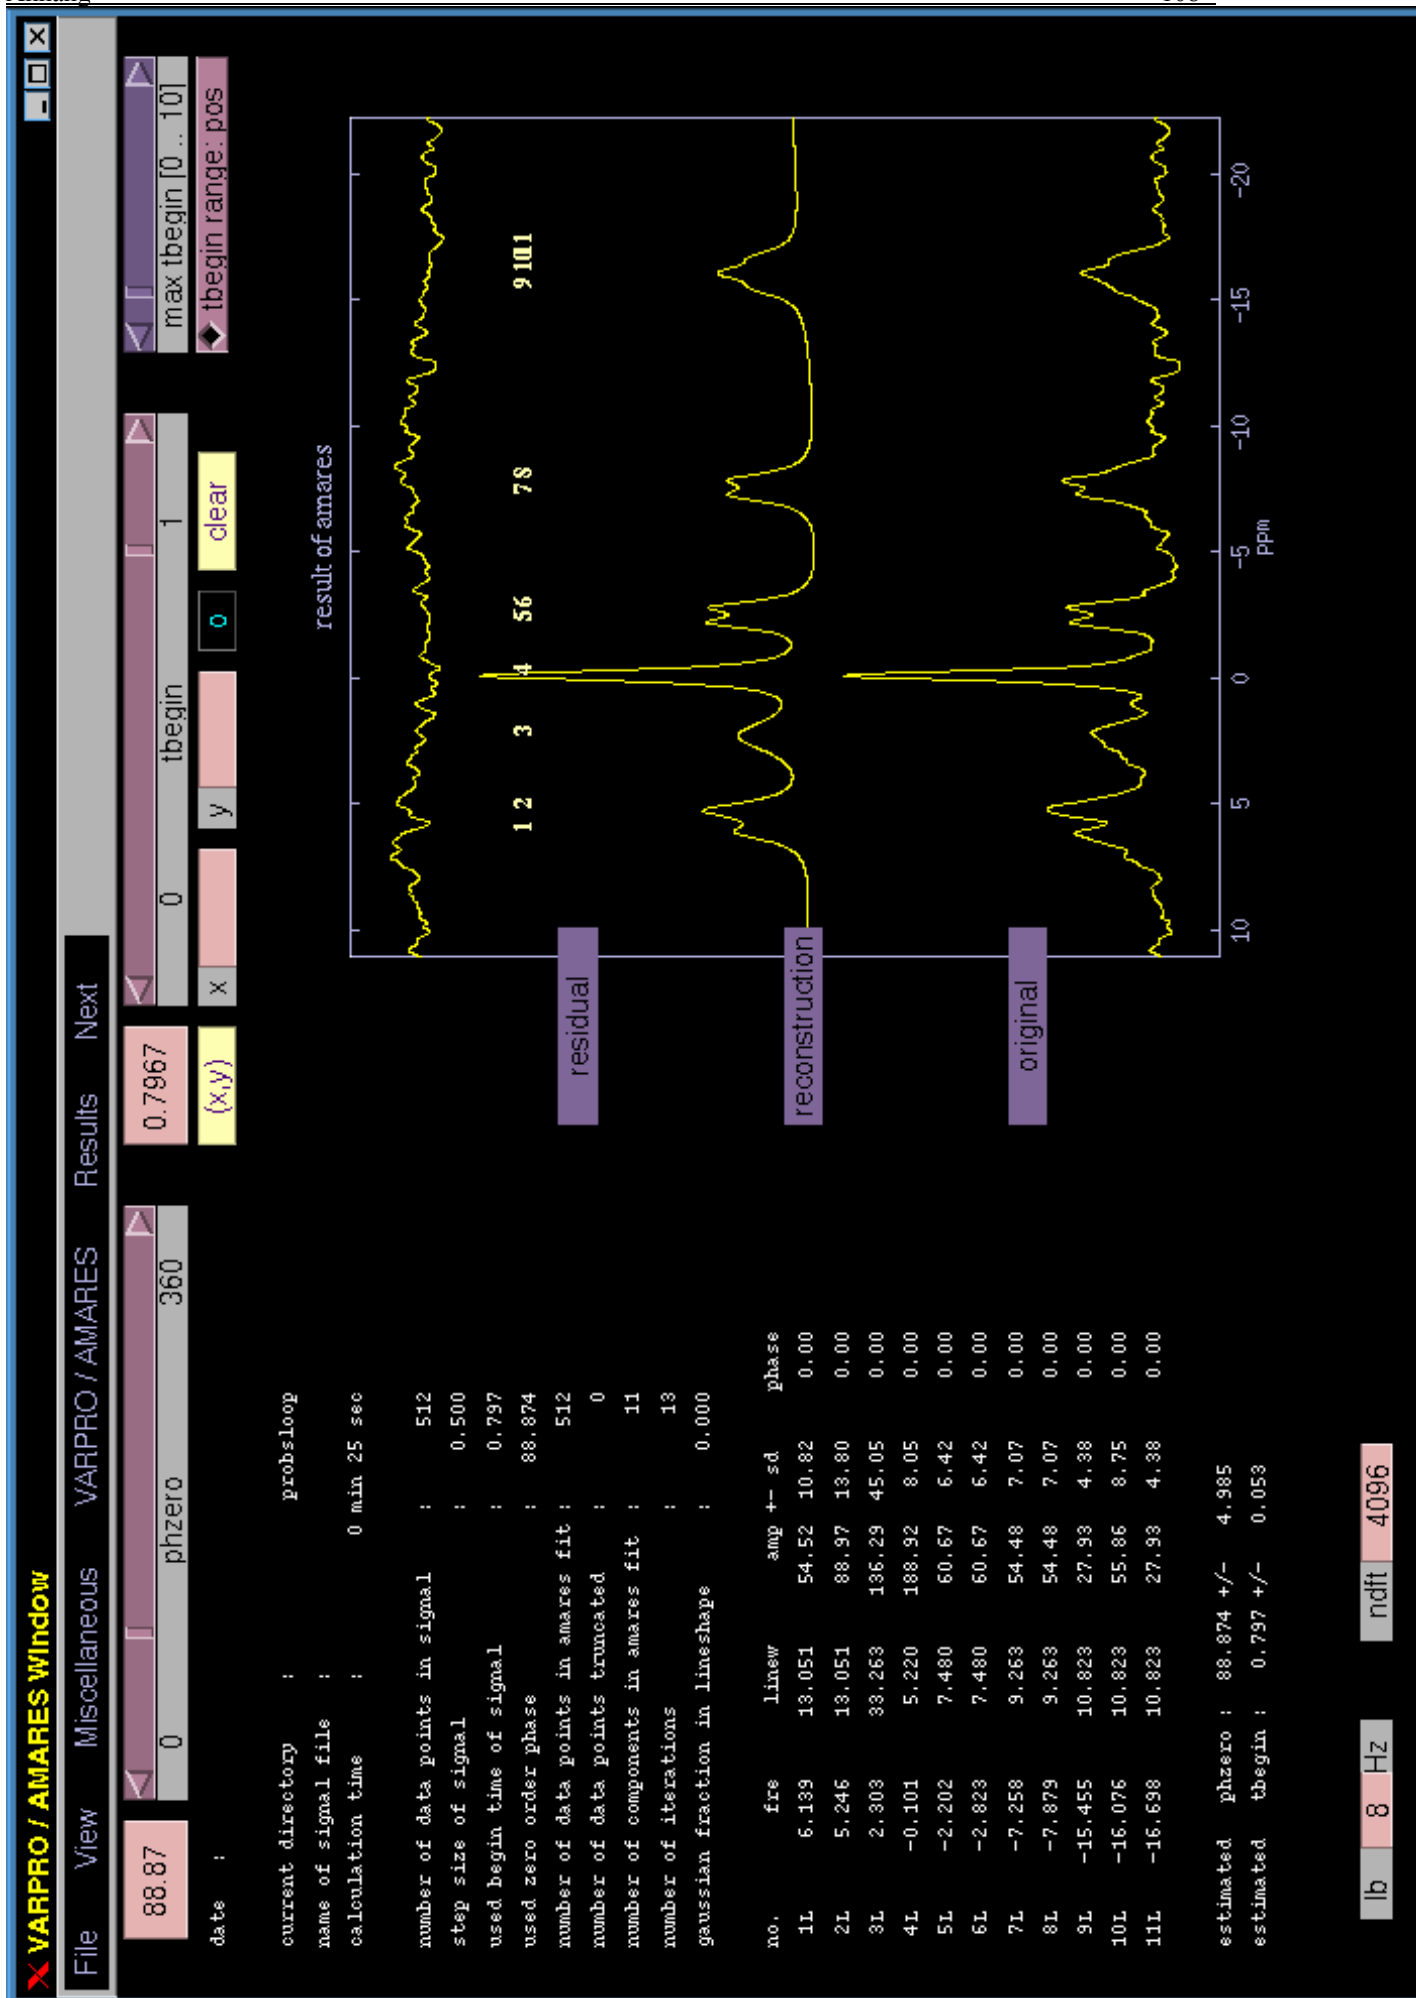 VARPRO / AMARES Window
File View Miscellaneous VARPRO / AMARES Results Next
88.87 0 phzero 360 0.7967 0 tbegin 1 max tbegin [0 .. 10]
(x,y) x y o clear tbegin range: pos
date :
current directory : probsloop
name of signal file :
calculation time : 0 min 25 sec
number of data points in signal : 512
step size of signal : 0.500
used begin time of signal : 0.797
used zero order phase : 88.874
number of data points in amares fit : 512
number of data points truncated : 0
number of components in amares fit : 11
number of iterations : 13
gaussian fraction in lineshape : 0.000
no. fre linew amp +- sd phase
1L 6.139 13.051 54.52 10.82 0.00
2L 5.246 13.051 88.97 13.80 0.00
3L 2.303 33.263 136.29 45.05 0.00
4L -0.101 5.220 188.92 8.05 0.00
5L -2.202 7.480 60.67 6.42 0.00
6L -2.823 7.480 60.67 6.42 0.00
7L -7.258 9.263 54.48 7.07 0.00
8L -7.879 9.263 54.48 7.07 0.00
9L -15.455 10.823 27.93 4.38 0.00
10L -16.076 10.823 55.86 8.75 0.00
11L -16.698 10.823 27.93 4.38 0.00
estimated phzero : 88.874 +/- 4.985
estimated tbegin : 0.797 +/- 0.053
lb 8 Hz ndft 4096
result of amares
residual
1 2 3 4 5 6 7 8 9 10 11
reconstruction
original
10 5 0 -5 -10 -15 -20
ppm